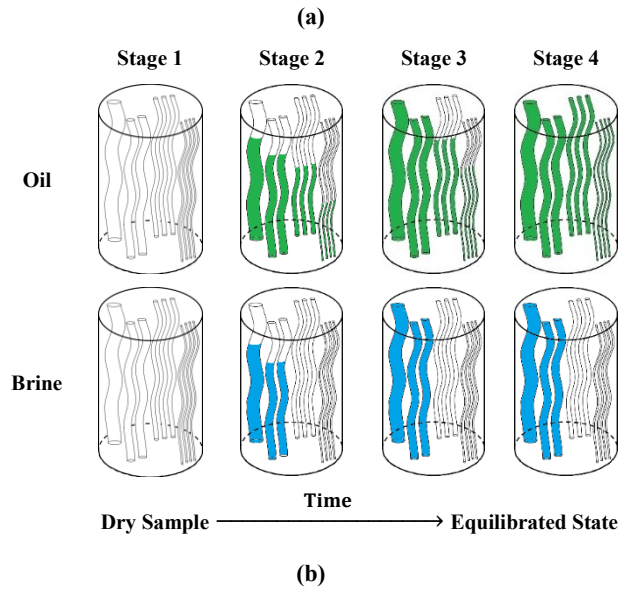 (a)
Stage 1 Stage 2 Stage 3 Stage 4
Oil
Brine
Time
Dry Sample ⟶ Equilibrated State
(b)